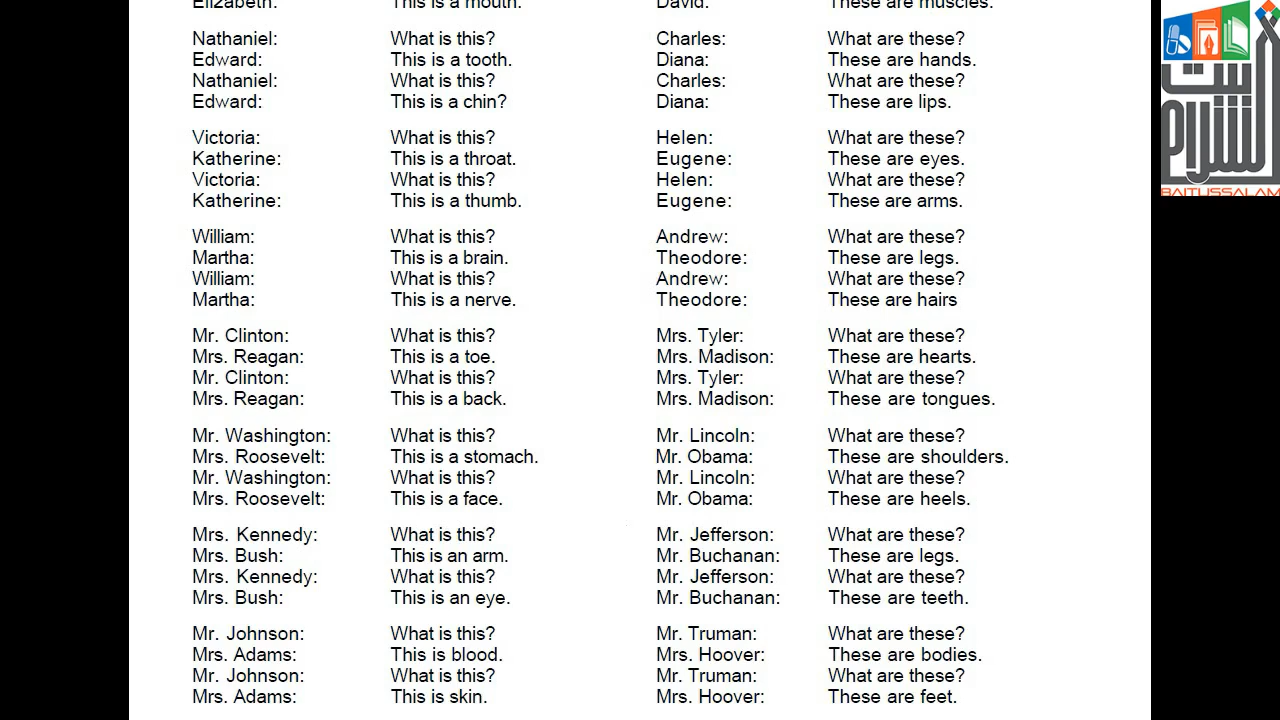 Elizabeth: This is a mouth.
Nathaniel: What is this?
Edward: This is a tooth.
Nathaniel: What is this?
Edward: This is a chin?
Victoria: What is this?
Katherine: This is a throat.
Victoria: What is this?
Katherine: This is a thumb.
William: What is this?
Martha: This is a brain.
William: What is this?
Martha: This is a nerve.
Mr. Clinton: What is this?
Mrs. Reagan: This is a toe.
Mr. Clinton: What is this?
Mrs. Reagan: This is a back.
Mr. Washington: What is this?
Mrs. Roosevelt: This is a stomach.
Mr. Washington: What is this?
Mrs. Roosevelt: This is a face.
Mrs. Kennedy: What is this?
Mrs. Bush: This is an arm.
Mrs. Kennedy: What is this?
Mrs. Bush: This is an eye.
Mr. Johnson: What is this?
Mrs. Adams: This is blood.
Mr. Johnson: What is this?
Mrs. Adams: This is skin.
David: These are muscles.
Charles: What are these?
Diana: These are hands.
Charles: What are these?
Diana: These are lips.
Helen: What are these?
Eugene: These are eyes.
Helen: What are these?
Eugene: These are arms.
Andrew: What are these?
Theodore: These are legs.
Andrew: What are these?
Theodore: These are hairs
Mrs. Tyler: What are these?
Mrs. Madison: These are hearts.
Mrs. Tyler: What are these?
Mrs. Madison: These are tongues.
Mr. Lincoln: What are these?
Mr. Obama: These are shoulders.
Mr. Lincoln: What are these?
Mr. Obama: These are heels.
Mr. Jefferson: What are these?
Mr. Buchanan: These are legs.
Mr. Jefferson: What are these?
Mr. Buchanan: These are teeth.
Mr. Truman: What are these?
Mrs. Hoover: These are bodies.
Mr. Truman: What are these?
Mrs. Hoover: These are feet.
بيت السلام
BAITUSSALAM